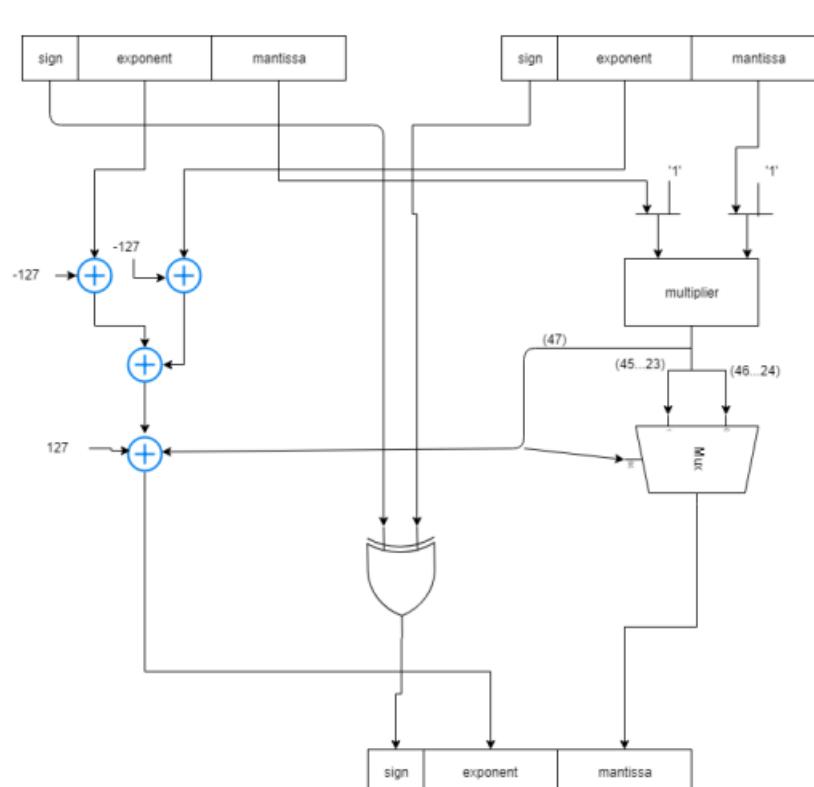 sign exponent mantissa sign exponent mantissa
'1' '1'
-127
-127
multiplier
(47)
(45...23) (46...24)
127
Mux
sign exponent mantissa